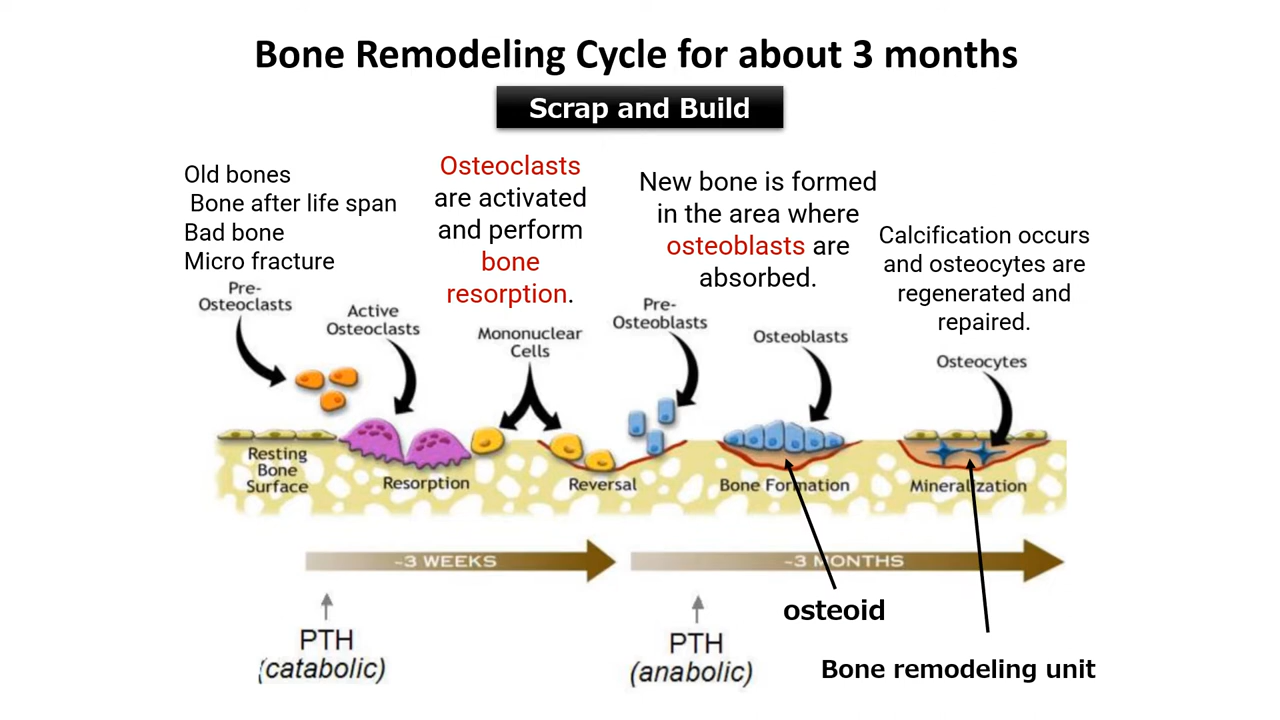 Bone Remodeling Cycle for about 3 months
Scrap and Build
Old bones
Bone after life span
Bad bone
Micro fracture
Osteoclasts
are activated
and perform
bone
resorption.
New bone is formed
in the area where
osteoblasts are
absorbed.
Calcification occurs
and osteocytes are
regenerated and
repaired.
Pre-
Osteoclasts
Active
Osteoclasts
Mononuclear
Cells
Pre-
Osteoblasts
Osteoblasts
Osteocytes
Resting
Bone
Surface
Resorption
Reversal
Bone Formation
Mineralization
~3 WEEKS
~3 MONTHS
osteoid
PTH
(catabolic)
PTH
(anabolic)
Bone remodeling unit